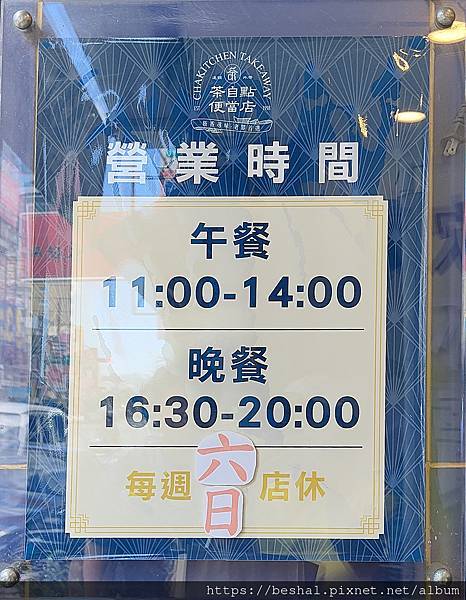 CHAKITCHEN TAKEAWAY
茶自點
便當店
營業時間
午餐
11:00-14:00
晚餐
16:30-20:00
每週六日店休
https://beshal.pixnet.net/album